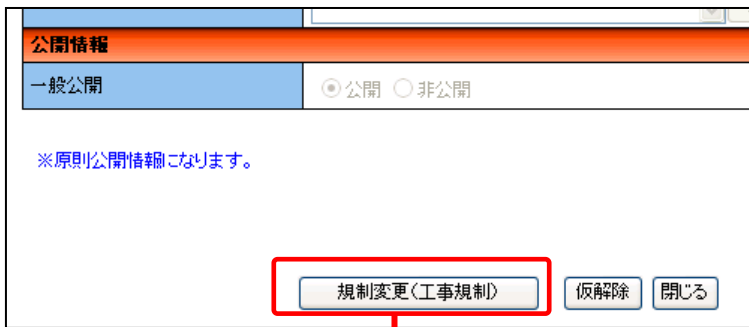 公開情報
一般公開
公開 非公開
※原則公開情報になります。
規制変更(工事規制) 仮解除 閉じる